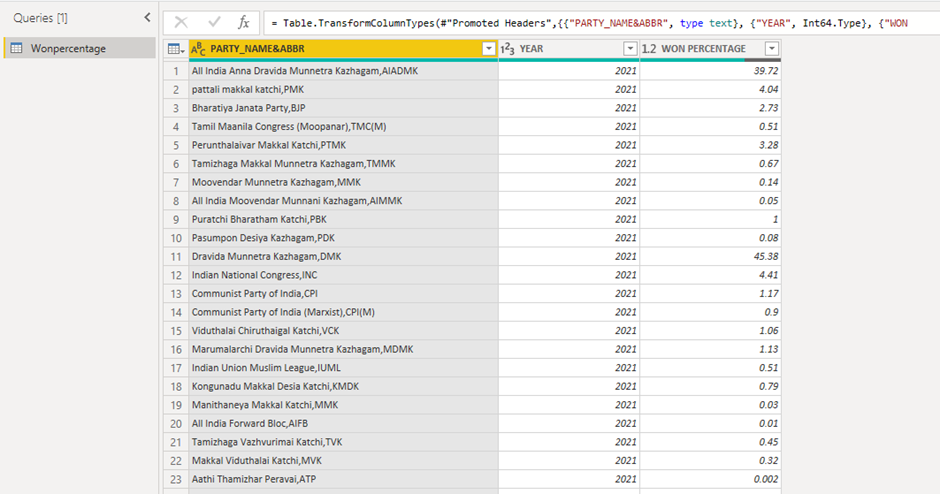 Queries [1]
= Table.TransformColumnTypes(#"Promoted Headers",{{"PARTY_NAME&ABBR", type text}, {"YEAR", Int64.Type}, {"WON
Wonpercentage
PARTY_NAME&ABBR YEAR WON PERCENTAGE
1 All India Anna Dravida Munnetra Kazhagam,AIADMK 2021 39.72
2 pattali makkal katchi,PMK 2021 4.04
3 Bharatiya Janata Party,BJP 2021 2.73
4 Tamil Maanila Congress (Moopanar),TMC(M) 2021 0.51
5 Perunthalaivar Makkal Katchi,PTMK 2021 3.28
6 Tamizhaga Makkal Munnetra Kazhagam,TMMK 2021 0.67
7 Moovendar Munnetra Kazhagam,MMK 2021 0.14
8 All India Moovendar Munnani Kazhagam,AIMMK 2021 0.05
9 Puratchi Bharatham Katchi,PBK 2021 1
10 Pasumpon Desiya Kazhagam,PDK 2021 0.08
11 Dravida Munnetra Kazhagam,DMK 2021 45.38
12 Indian National Congress,INC 2021 4.41
13 Communist Party of India,CPI 2021 1.17
14 Communist Party of India (Marxist),CPI(M) 2021 0.9
15 Viduthalai Chiruthaigal Katchi,VCK 2021 1.06
16 Marumalarchi Dravida Munnetra Kazhagam,MDMK 2021 1.13
17 Indian Union Muslim League,IUML 2021 0.51
18 Kongunadu Makkal Desia Katchi,KMDK 2021 0.79
19 Manithaneya Makkal Katchi,MMK 2021 0.03
20 All India Forward Bloc,AIFB 2021 0.01
21 Tamizhaga Vazhvurimai Katchi,TVK 2021 0.45
22 Makkal Viduthalai Katchi,MVK 2021 0.32
23 Aathi Thamizhar Peravai,ATP 2021 0.002